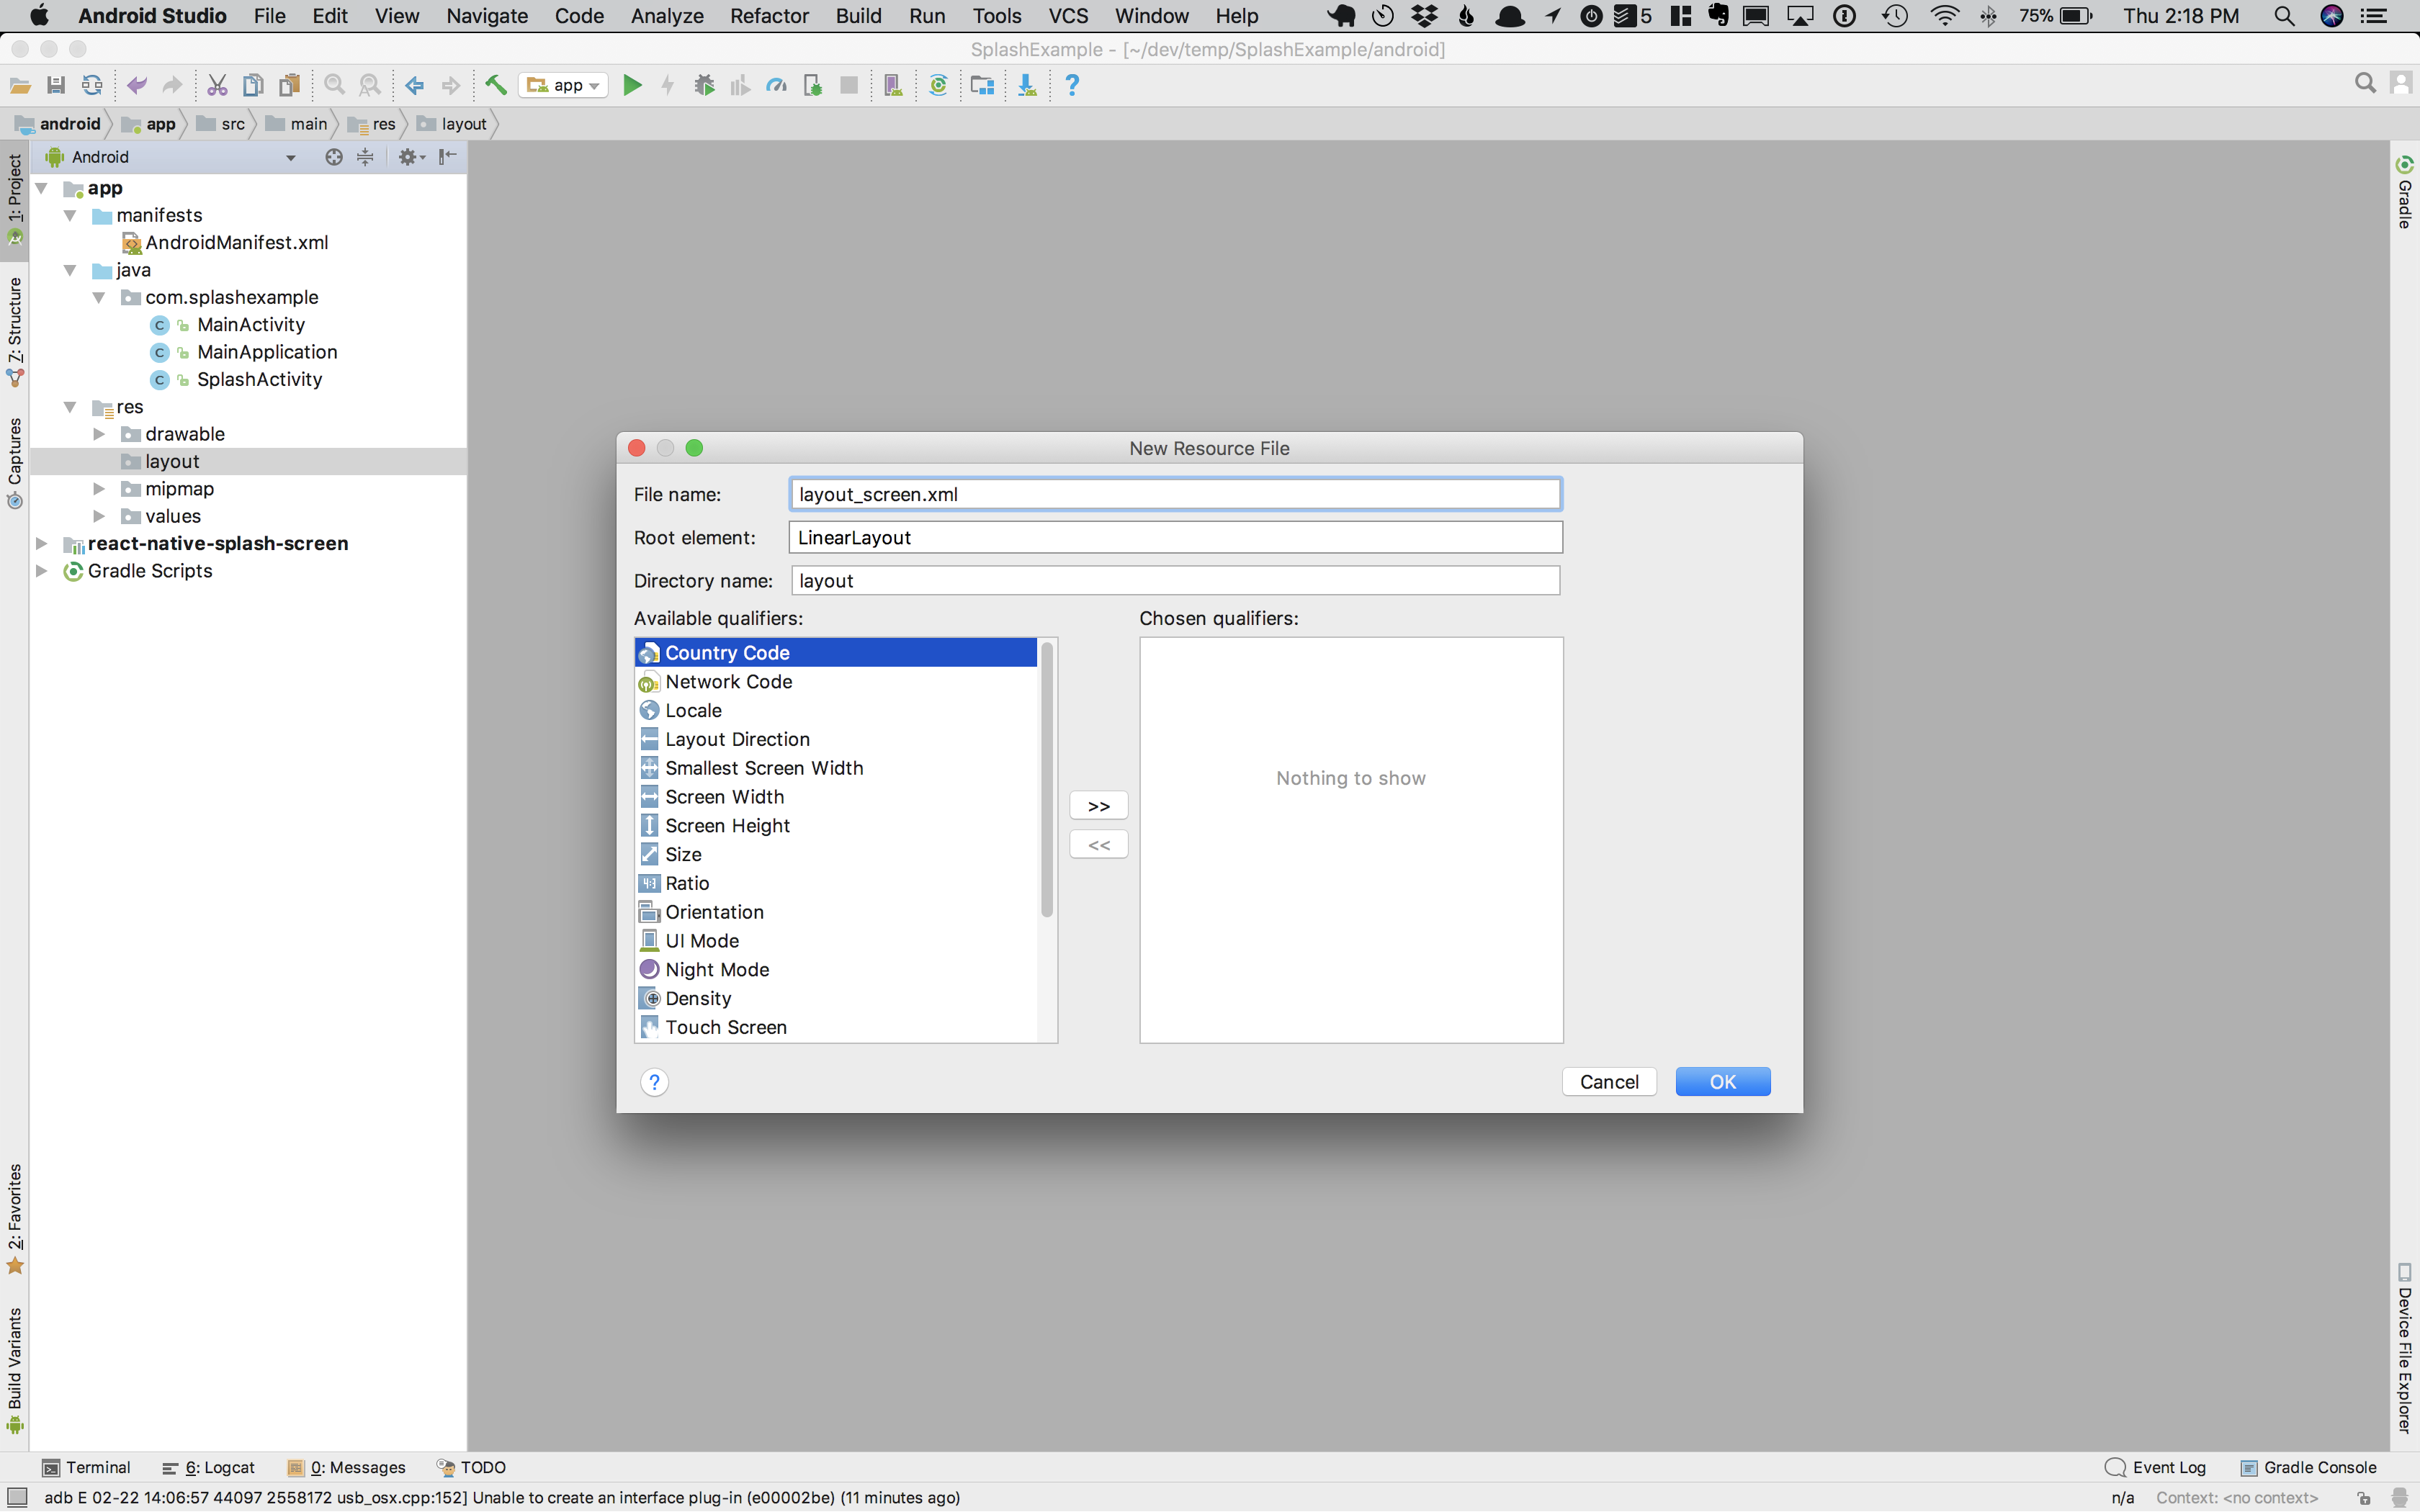 Android Studio File Edit View Navigate Code Analyze Refactor Build Run Tools VCS Window Help 5 75% Thu 2:18 PM
SplashExample - [~/dev/temp/SplashExample/android]
app
android app src main res layout
Android
1: Project
7: Structure
Captures
2: Favorites
Build Variants
app
manifests
AndroidManifest.xml
java
com.splashexample
C MainActivity
C MainApplication
C SplashActivity
res
drawable
layout
mipmap
values
react-native-splash-screen
Gradle Scripts
New Resource File
File name: layout_screen.xml
Root element: LinearLayout
Directory name: layout
Available qualifiers: Chosen qualifiers:
Country Code
Network Code
Locale
Layout Direction
Smallest Screen Width
Screen Width
Screen Height
Size
4:3 Ratio
Orientation
UI Mode
Night Mode
Density
Touch Screen
>>
<<
Nothing to show
? Cancel OK
Gradle
Device File Explorer
Terminal 6: Logcat 0: Messages TODO Event Log Gradle Console
adb E 02-22 14:06:57 44097 2558172 usb_osx.cpp:152] Unable to create an interface plug-in (e00002be) (11 minutes ago) n/a Context: <no context>